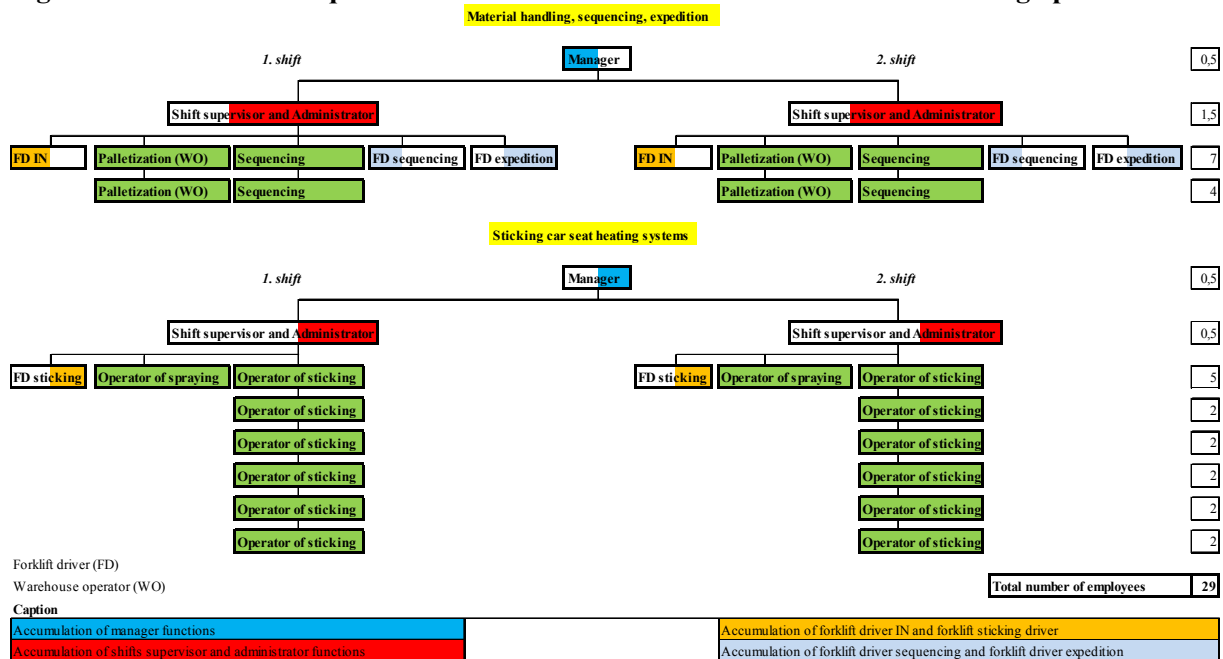 Material handling, sequencing, expedition
1. shift Manager 2. shift 0,5
Shift supervisor and Administrator Shift supervisor and Administrator 1,5
FD IN Palletization (WO) Sequencing FD sequencing FD expedition FD IN Palletization (WO) Sequencing FD sequencing FD expedition 7
Palletization (WO) Sequencing Palletization (WO) Sequencing 4
Sticking car seat heating systems
1. shift Manager 2. shift 0,5
Shift supervisor and Administrator Shift supervisor and Administrator 0,5
FD sticking Operator of spraying Operator of sticking FD sticking Operator of spraying Operator of sticking 5
Operator of sticking Operator of sticking 2
Operator of sticking Operator of sticking 2
Operator of sticking Operator of sticking 2
Operator of sticking Operator of sticking 2
Operator of sticking Operator of sticking 2
Forklift driver (FD)
Warehouse operator (WO) Total number of employees 29
Caption
Accumulation of manager functions Accumulation of forklift driver IN and forklift sticking driver
Accumulation of shifts supervisor and administrator functions Accumulation of forklift driver sequencing and forklift driver expedition